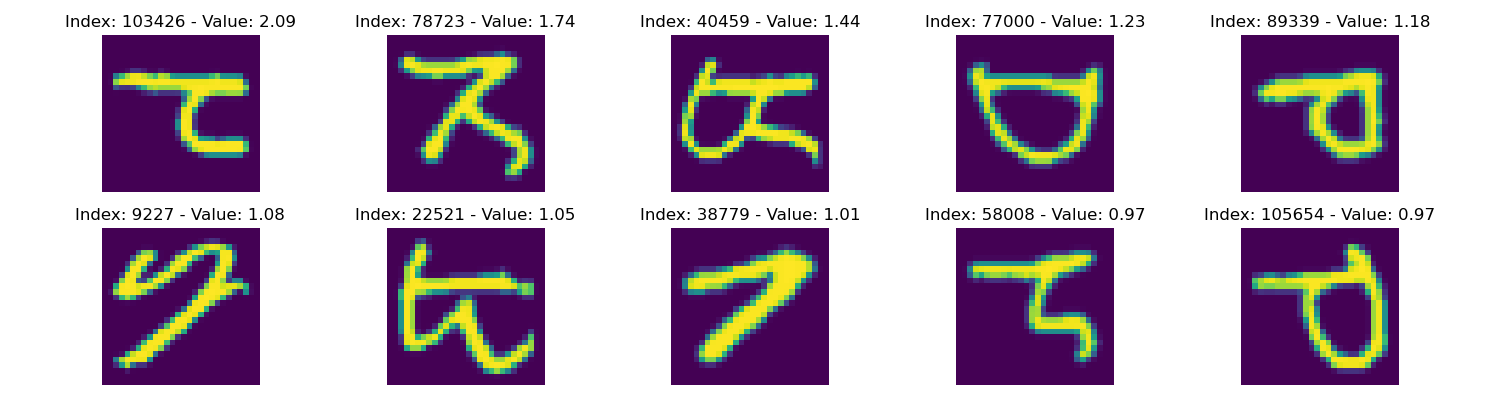 Index: 103426 - Value: 2.09 Index: 78723 - Value: 1.74 Index: 40459 - Value: 1.44 Index: 77000 - Value: 1.23 Index: 89339 - Value: 1.18
Index: 9227 - Value: 1.08 Index: 22521 - Value: 1.05 Index: 38779 - Value: 1.01 Index: 58008 - Value: 0.97 Index: 105654 - Value: 0.97